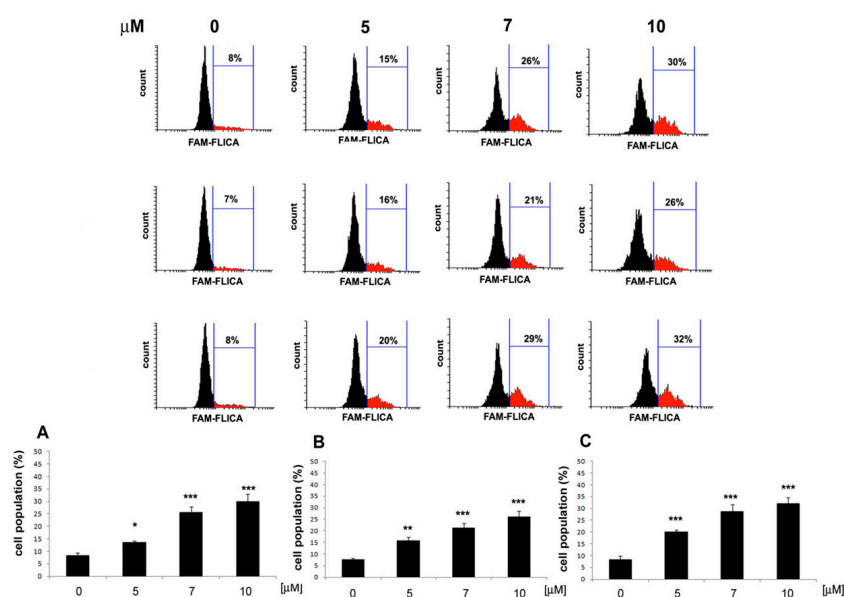 μM 0 5 7 10
8% 15% 26% 30%
count count count count
FAM-FLICA FAM-FLICA FAM-FLICA FAM-FLICA
7% 16% 21% 26%
count count count count
FAM-FLICA FAM-FLICA FAM-FLICA FAM-FLICA
8% 20% 29% 32%
count count count count
FAM-FLICA FAM-FLICA FAM-FLICA FAM-FLICA
A
cell population (%)
50
45
40
35
30
25
20
15
10
5
0
* *** ***
0 5 7 10 [μM]
B
cell population (%)
50
45
40
35
30
25
20
15
10
5
0
** *** ***
0 5 7 10 [μM]
C
cell population (%)
50
45
40
35
30
25
20
15
10
5
0
*** *** ***
0 5 7 10 [μM]